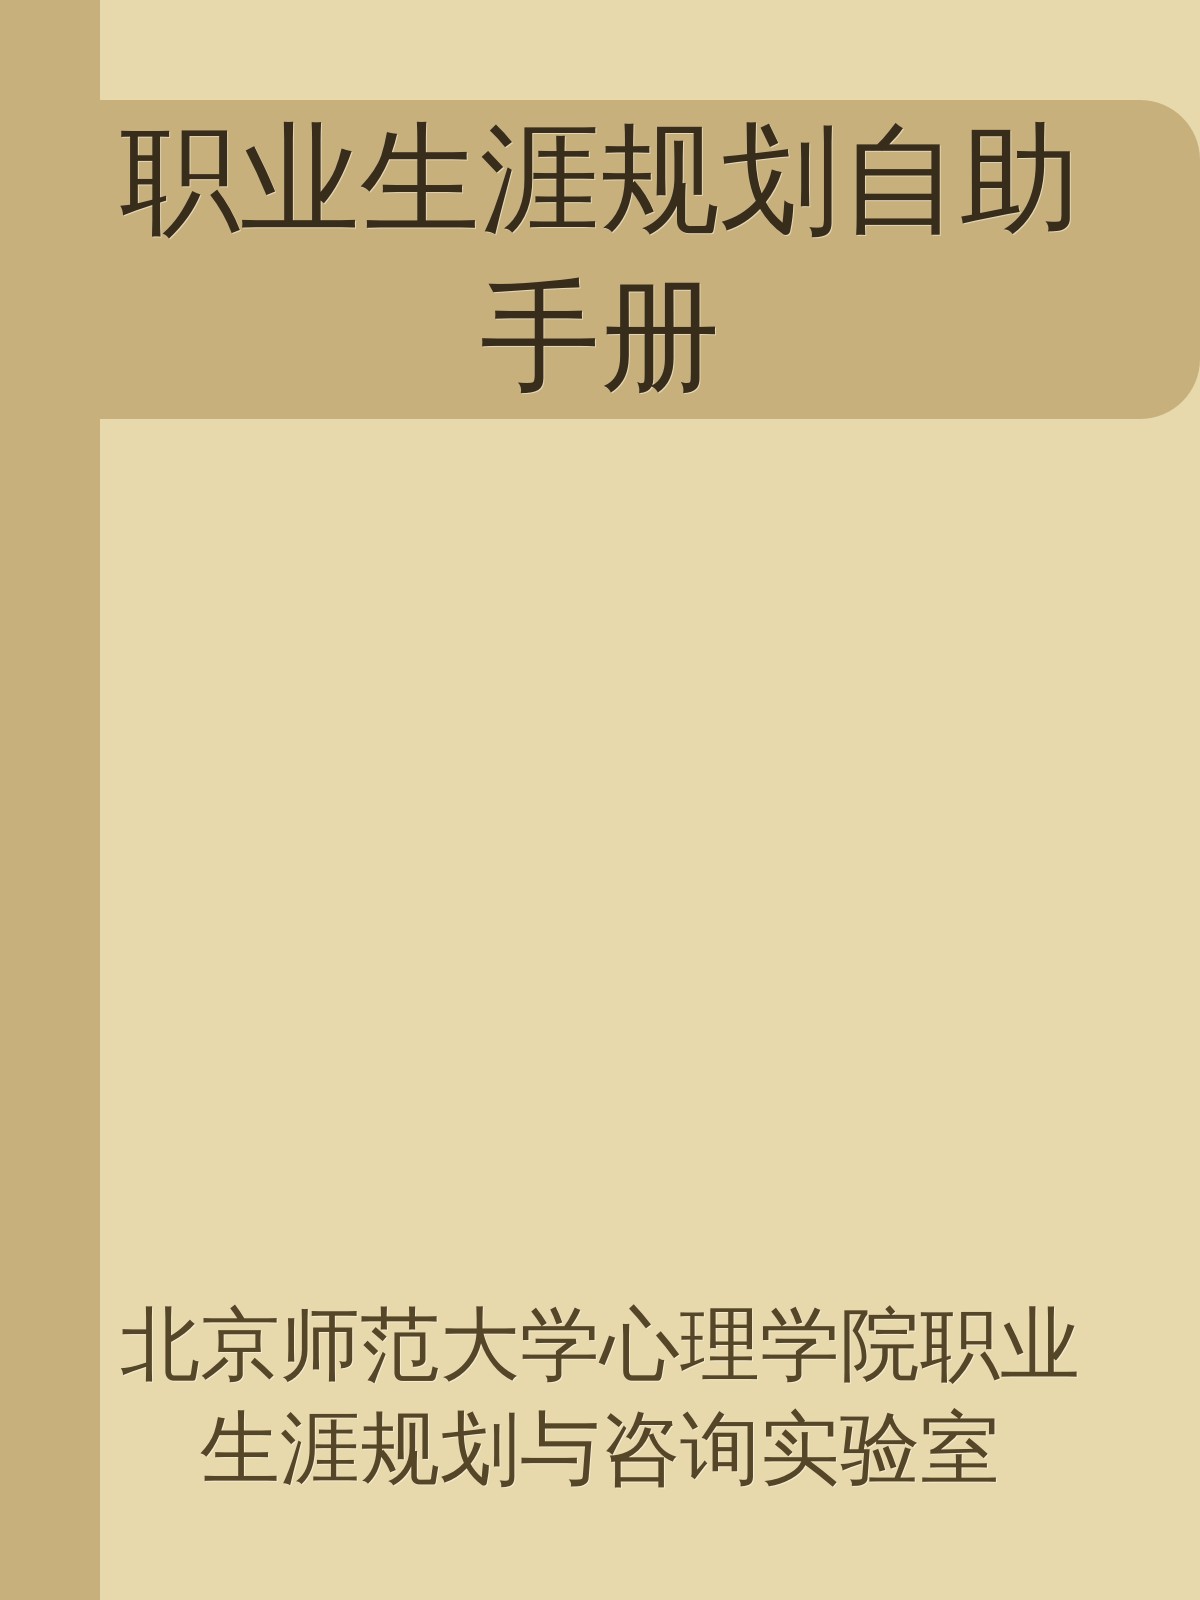 职业生涯规划自助
手册
北京师范大学心理学院职业
生涯规划与咨询实验室